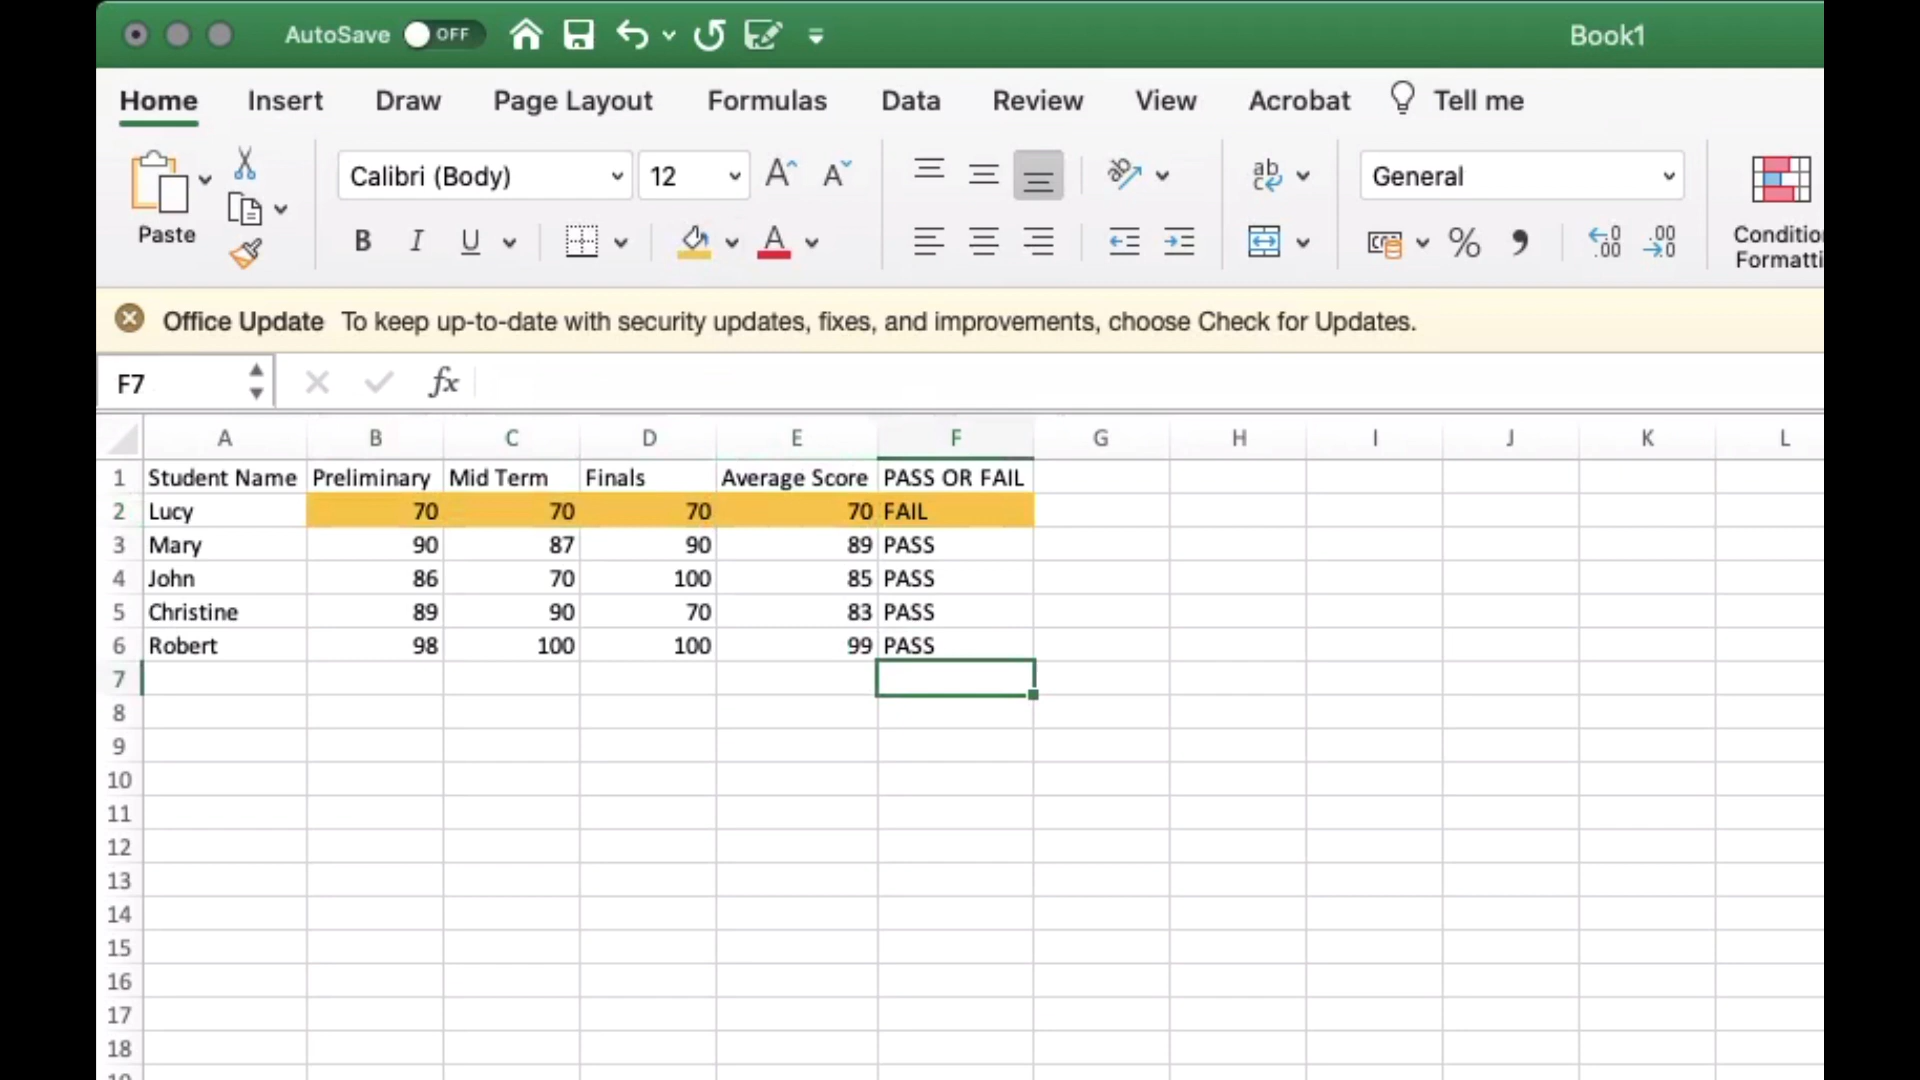 AutoSave OFF Book1
Home Insert Draw Page Layout Formulas Data Review View Acrobat Tell me
Paste Calibri (Body) 12 General
B I U A % Conditio
Formatti
Office Update To keep up-to-date with security updates, fixes, and improvements, choose Check for Updates.
F7 fx
A B C D E F G H I J K L
1 Student Name Preliminary Mid Term Finals Average Score PASS OR FAIL
2 Lucy 70 70 70 70 FAIL
3 Mary 90 87 90 89 PASS
4 John 86 70 100 85 PASS
5 Christine 89 90 70 83 PASS
6 Robert 98 100 100 99 PASS
7
8
9
10
11
12
13
14
15
16
17
18